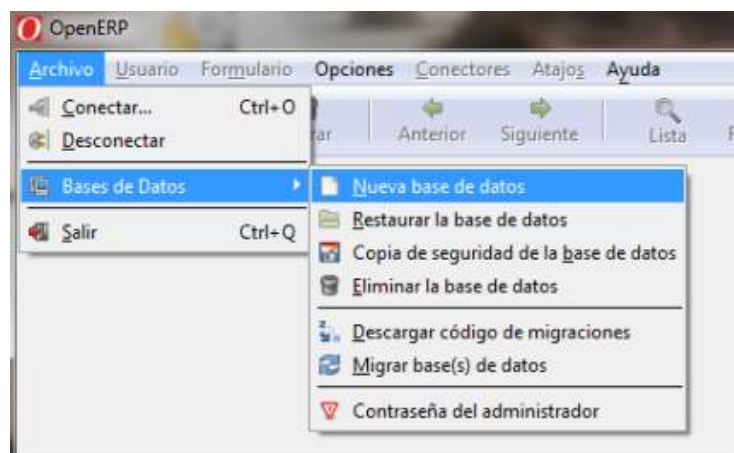 OpenERP
Archivo Usuario Formulario Opciones Conectores Atajos Ayuda
Conectar... Ctrl+O
Anterior Siguiente Lista
Desconectar
Bases de Datos
Nueva base de datos
Restaurar la base de datos
Salir Ctrl+Q
Copia de seguridad de la base de datos
Eliminar la base de datos
Descargar código de migraciones
Migrar base(s) de datos
Contraseña del administrador